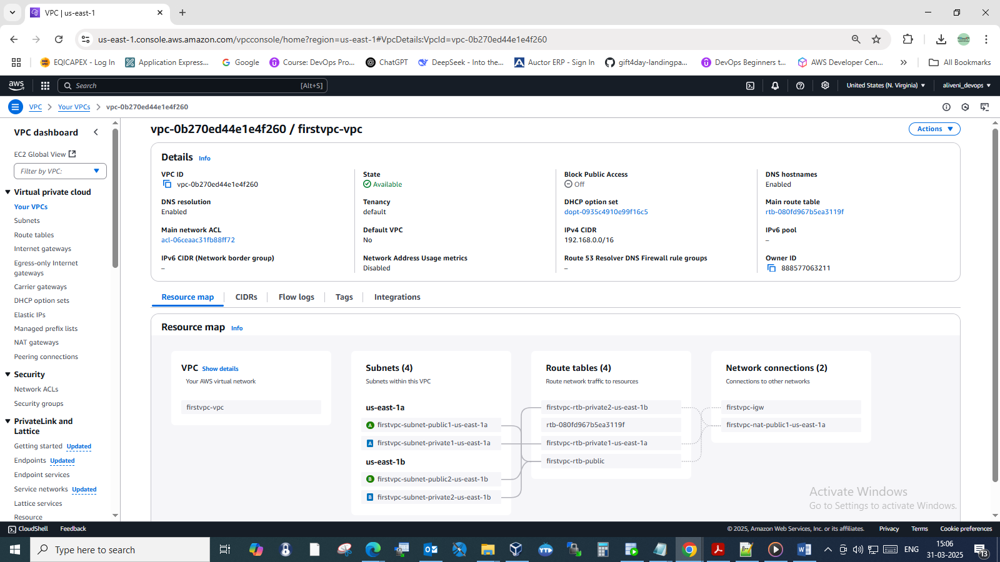 VPC | us-east-1
us-east-1.console.aws.amazon.com/vpcconsole/home?region=us-east-1#VpcDetails:VpcId=vpc-0b270ed44e1e4f260
EQICAPEX - Log In
Application Express...
Google
Course: DevOps Pro...
ChatGPT
DeepSeek - Into the...
Auctor ERP - Sign In
gift4day-landingpa...
DevOps Beginners t...
AWS Developer Cen...
All Bookmarks
aws
Search
[Alt+S]
United States (N. Virginia)
aliveni_devops
VPC
Your VPCs
vpc-0b270ed44e1e4f260
VPC dashboard
EC2 Global View
Filter by VPC:
Virtual private cloud
Your VPCs
Subnets
Route tables
Internet gateways
Egress-only Internet
gateways
Carrier gateways
DHCP option sets
Elastic IPs
Managed prefix lists
NAT gateways
Peering connections
Security
Network ACLs
Security groups
PrivateLink and
Lattice
Getting started Updated
Endpoints Updated
Endpoint services
Service networks Updated
Lattice services
Resource
vpc-0b270ed44e1e4f260 / firstvpc-vpc
Actions
Details Info
VPC ID
vpc-0b270ed44e1e4f260
State
Available
Block Public Access
Off
DNS hostnames
Enabled
DNS resolution
Enabled
Tenancy
default
DHCP option set
dopt-0935c4910e99f16c5
Main route table
rtb-080fd967b5ea3119f
Main network ACL
acl-06ceaac31fb88ff72
Default VPC
No
IPv4 CIDR
192.168.0.0/16
IPv6 pool
–
IPv6 CIDR (Network border group)
–
Network Address Usage metrics
Disabled
Route 53 Resolver DNS Firewall rule groups
–
Owner ID
888577063211
Resource map
CIDRs
Flow logs
Tags
Integrations
Resource map Info
VPC Show details
Your AWS virtual network
firstvpc-vpc
Subnets (4)
Subnets within this VPC
us-east-1a
A firstvpc-subnet-public1-us-east-1a
A firstvpc-subnet-private1-us-east-1a
us-east-1b
B firstvpc-subnet-public2-us-east-1b
B firstvpc-subnet-private2-us-east-1b
Route tables (4)
Route network traffic to resources
firstvpc-rtb-private2-us-east-1b
rtb-080fd967b5ea3119f
firstvpc-rtb-private1-us-east-1a
firstvpc-rtb-public
Network connections (2)
Connections to other networks
firstvpc-igw
firstvpc-nat-public1-us-east-1a
Activate Windows
Go to Settings to activate Windows.
CloudShell
Feedback
© 2025, Amazon Web Services, Inc. or its affiliates.
Privacy
Terms
Cookie preferences
Type here to search
ENG
15:06
31-03-2025
13